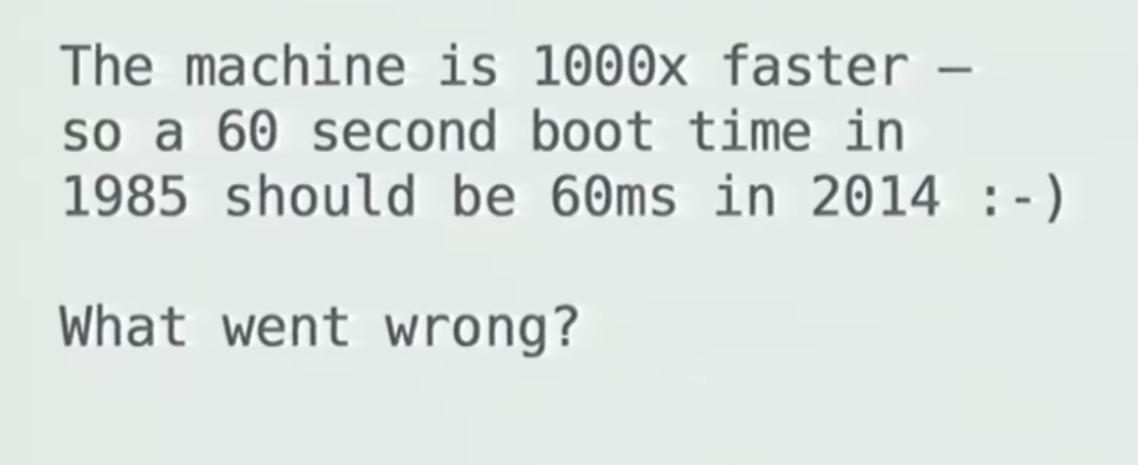 The machine is 1000x faster –
so a 60 second boot time in
1985 should be 60ms in 2014 :-)
What went wrong?